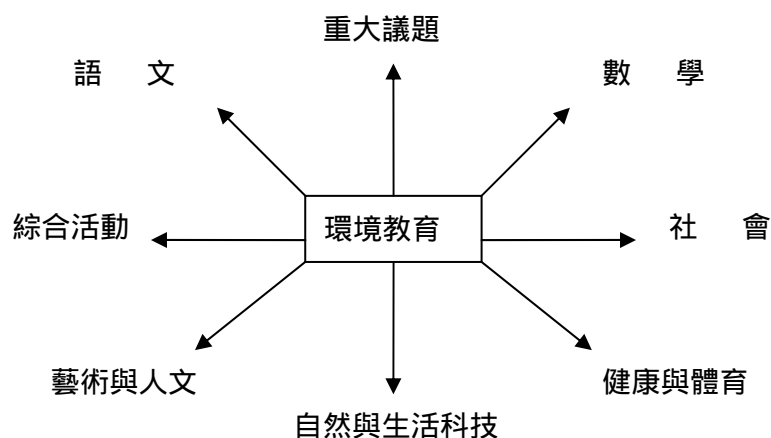 重大議題
語 文
數 學
綜合活動
環境教育
社 會
藝術與人文
健康與體育
自然與生活科技